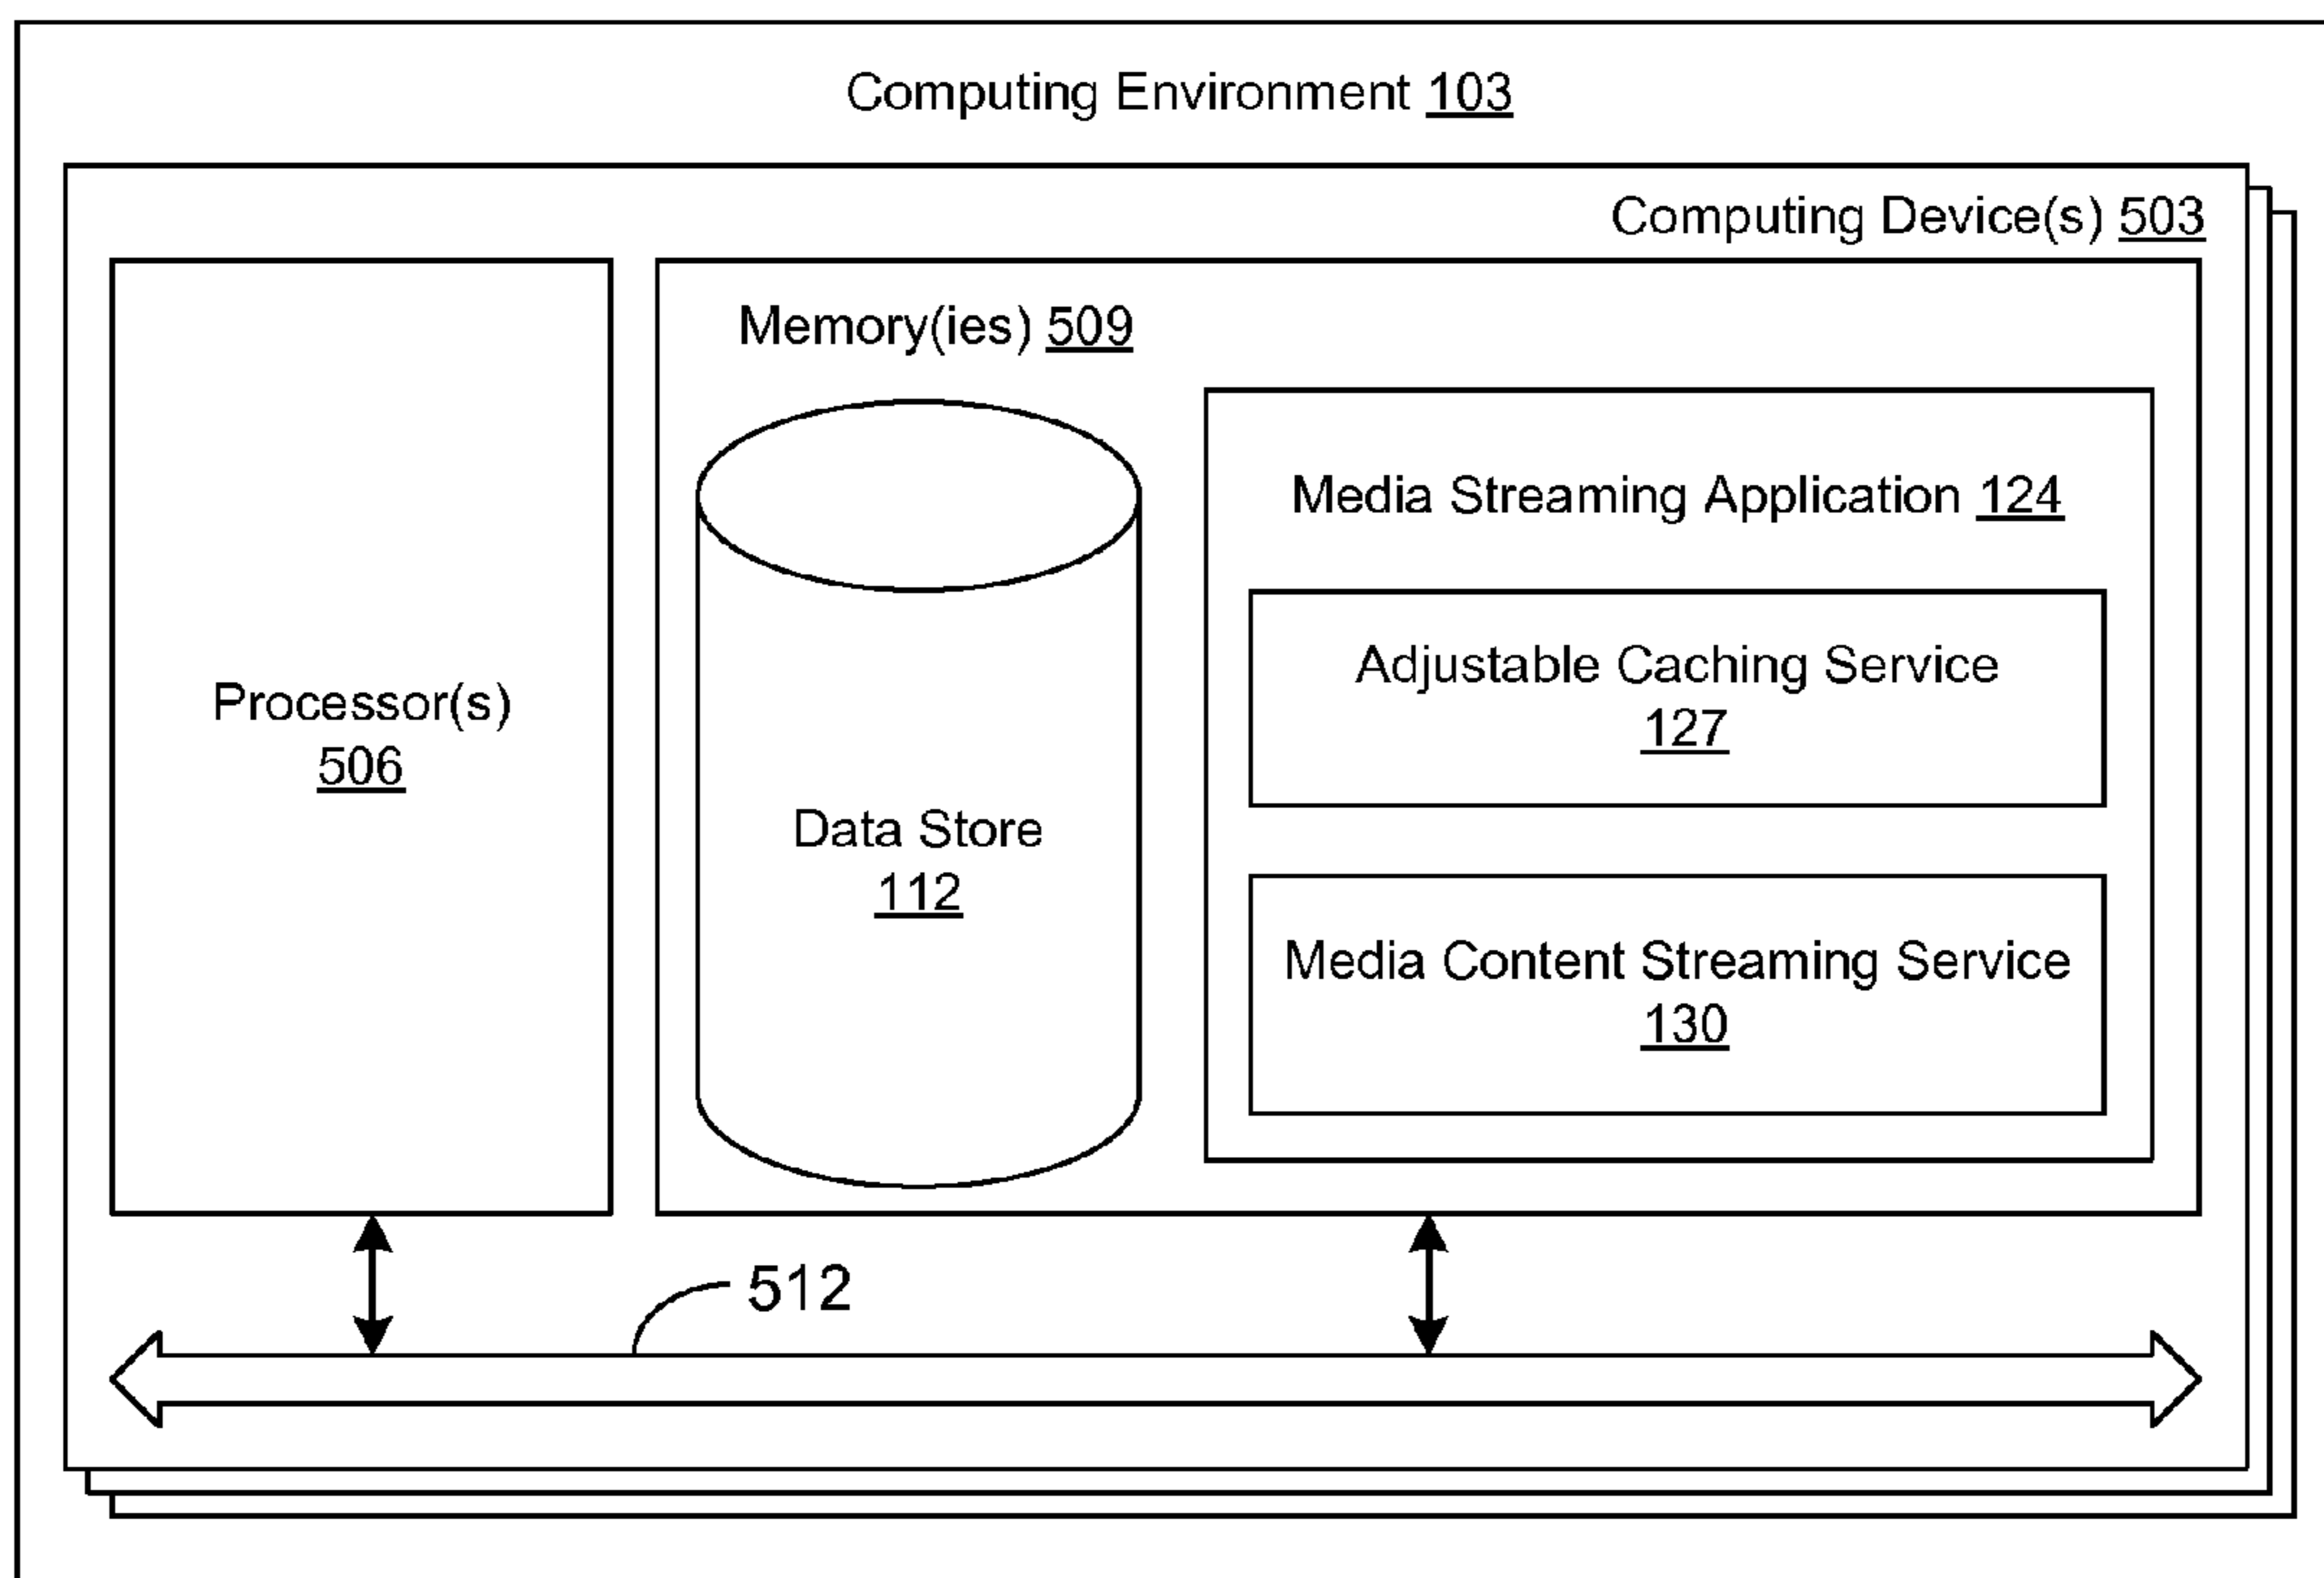 Computing Environment 103
Computing Device(s) 503
Memory(ies) 509
Media Streaming Application 124
Adjustable Caching Service
127
Processor(s)
506
Data Store
112
Media Content Streaming Service
130
512